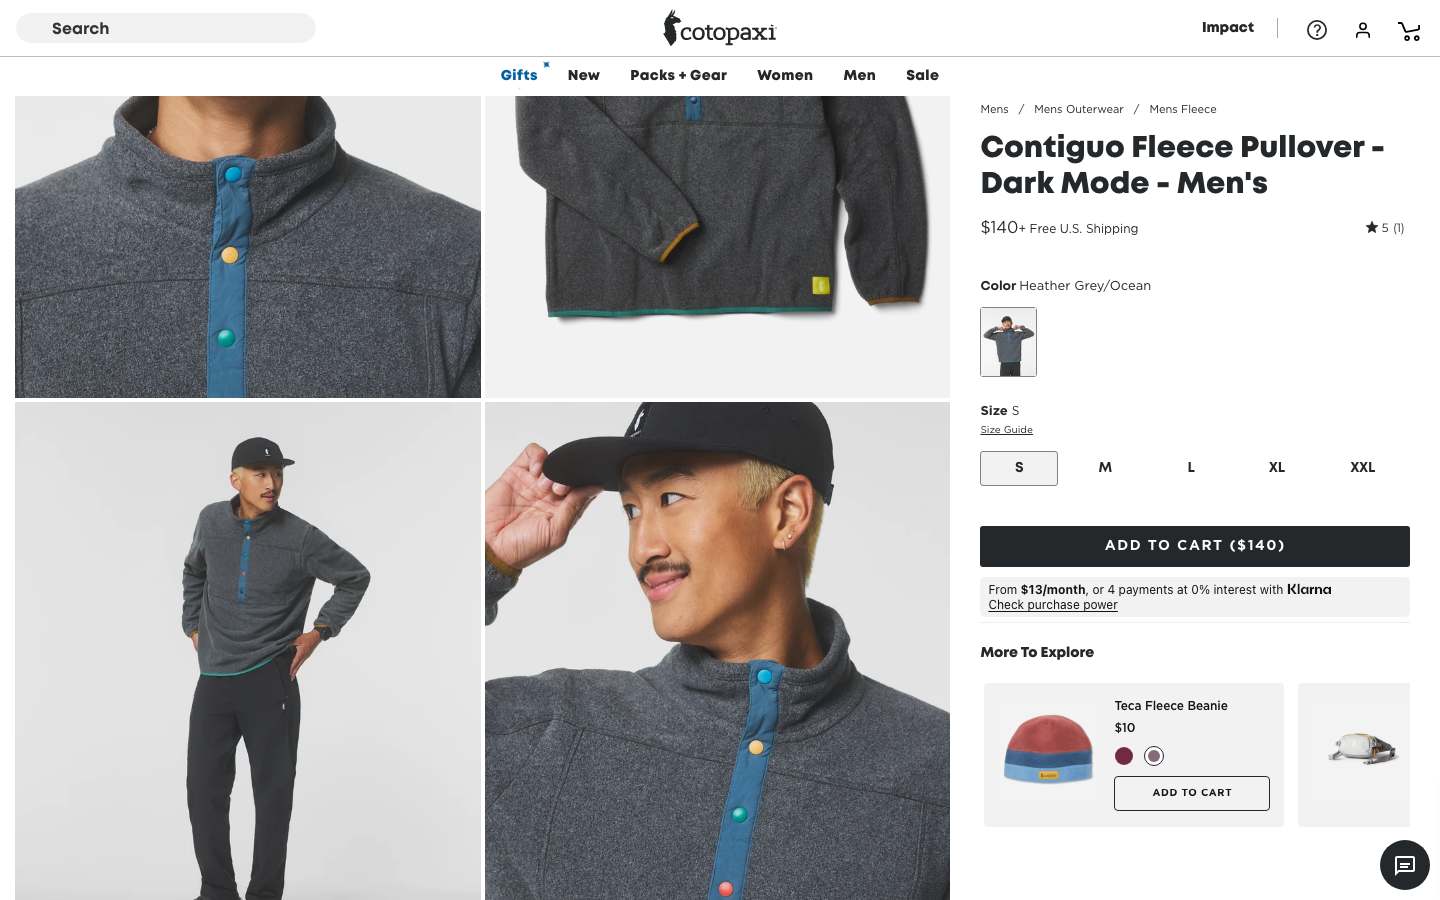 Search
cotopaxi
Impact
Gifts
New
Packs + Gear
Women
Men
Sale
Mens / Mens Outerwear / Mens Fleece
Contiguo Fleece Pullover -
Dark Mode - Men's
$140+ Free U.S. Shipping
5 (1)
Color Heather Grey/Ocean
Size S
Size Guide
S
M
L
XL
XXL
ADD TO CART ($140)
From $13/month, or 4 payments at 0% interest with Klarna
Check purchase power
More To Explore
Teca Fleece Beanie
$10
ADD TO CART